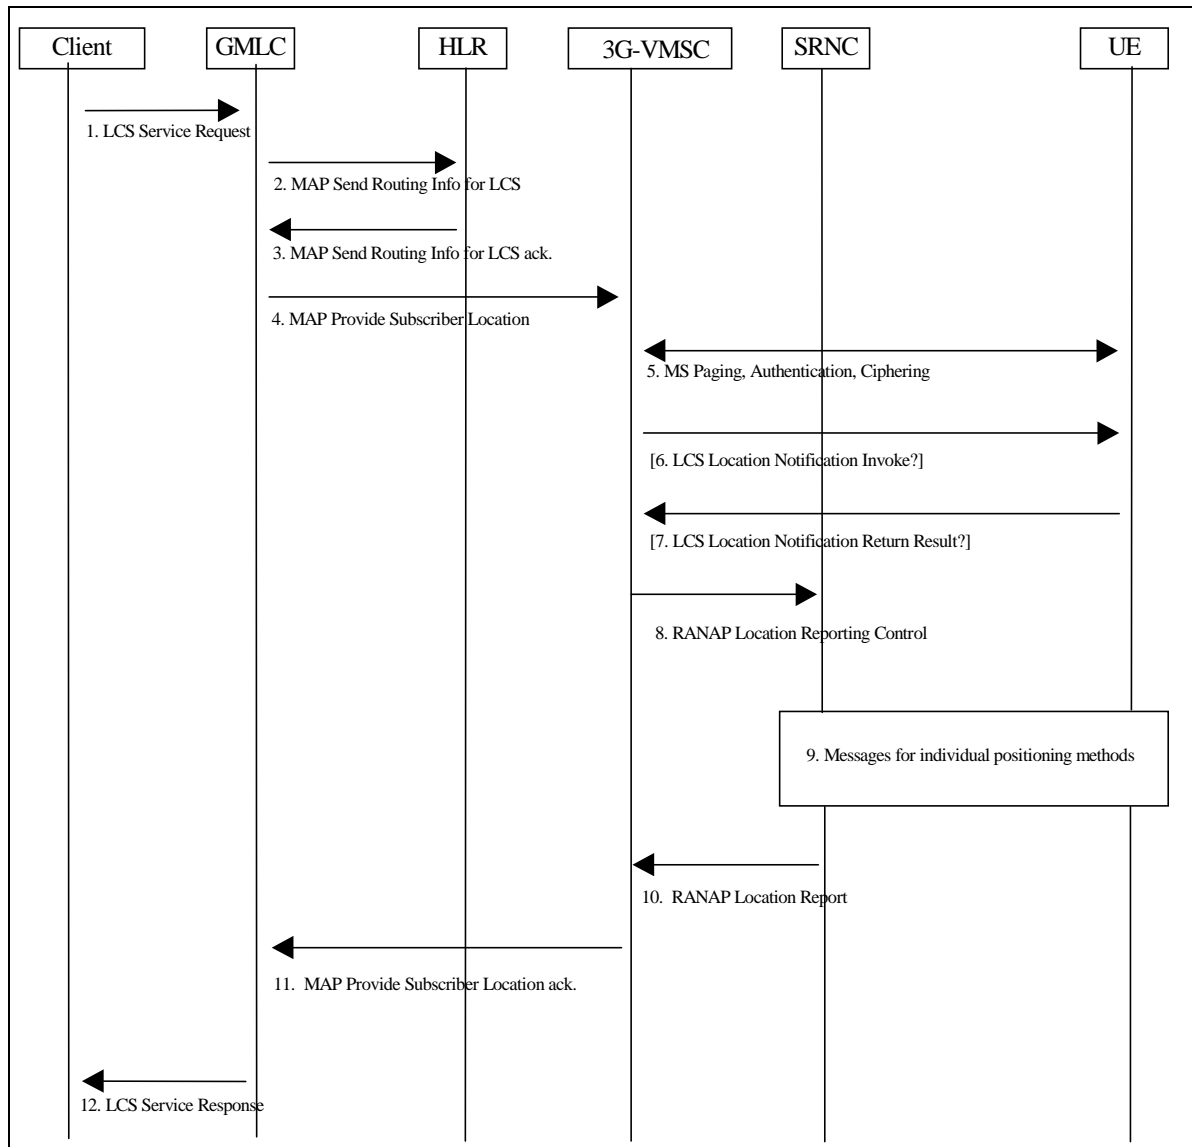 Client GMLC HLR 3G-VMSC SRNC UE
1. LCS Service Request
2. MAP Send Routing Info for LCS
3. MAP Send Routing Info for LCS ack.
4. MAP Provide Subscriber Location
5. MS Paging, Authentication, Ciphering
[6. LCS Location Notification Invoke?]
[7. LCS Location Notification Return Result?]
8. RANAP Location Reporting Control
9. Messages for individual positioning methods
10. RANAP Location Report
11. MAP Provide Subscriber Location ack.
12. LCS Service Response